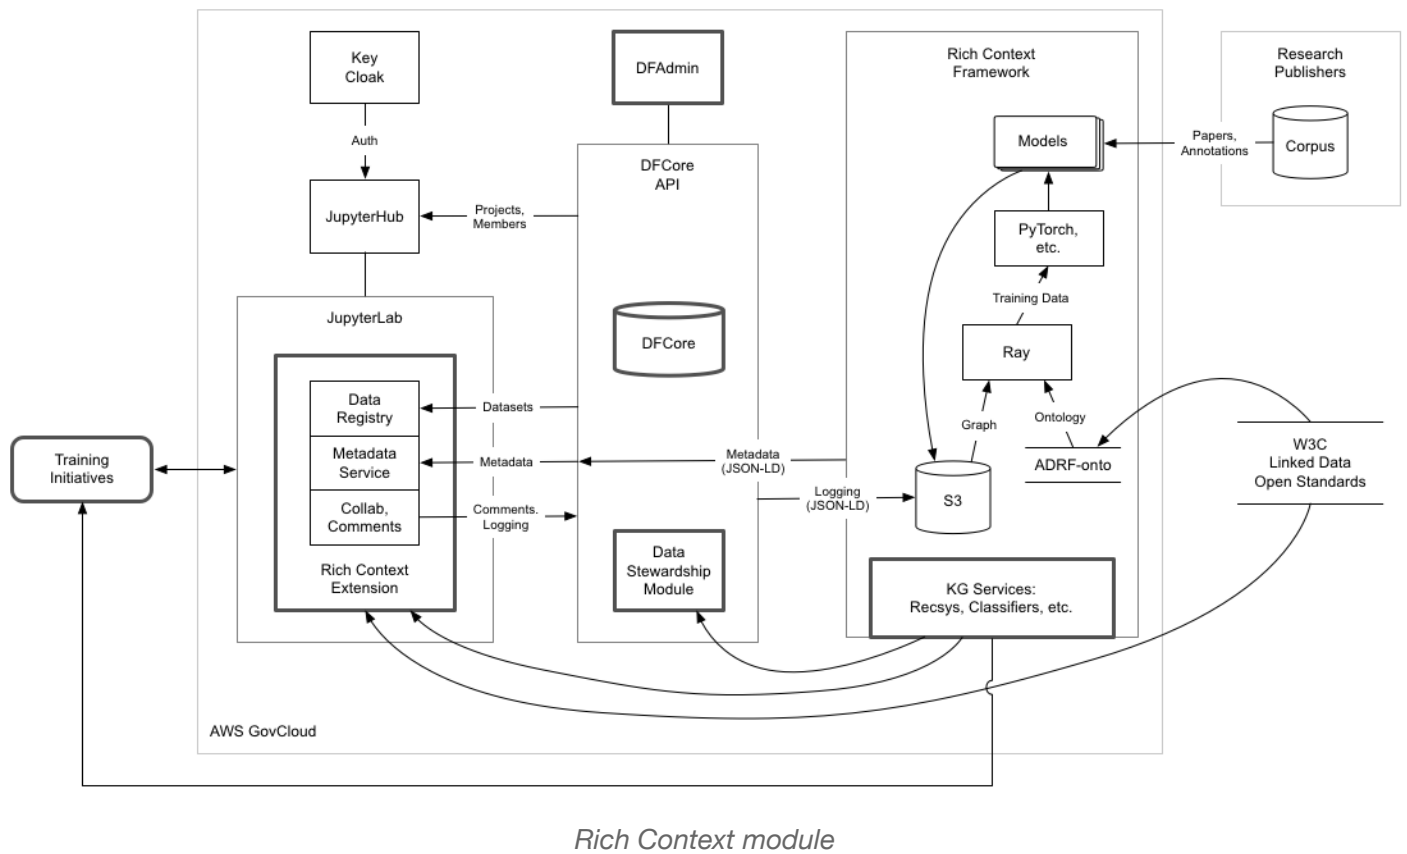 Key
Cloak
Auth
JupyterHub
Projects,
Members
JupyterLab
Data
Registry
Metadata
Service
Collab,
Comments
Rich Context
Extension
Training
Initiatives
Datasets
Metadata
Comments.
Logging
DFAdmin
DFCore
API
DFCore
Data
Stewardship
Module
Metadata
(JSON-LD)
Logging
(JSON-LD)
Rich Context
Framework
Models
PyTorch,
etc.
Training Data
Ray
Graph
Ontology
ADRF-onto
S3
KG Services:
Recsys, Classifiers, etc.
Research
Publishers
Papers,
Annotations
Corpus
W3C
Linked Data
Open Standards
AWS GovCloud
Rich Context module